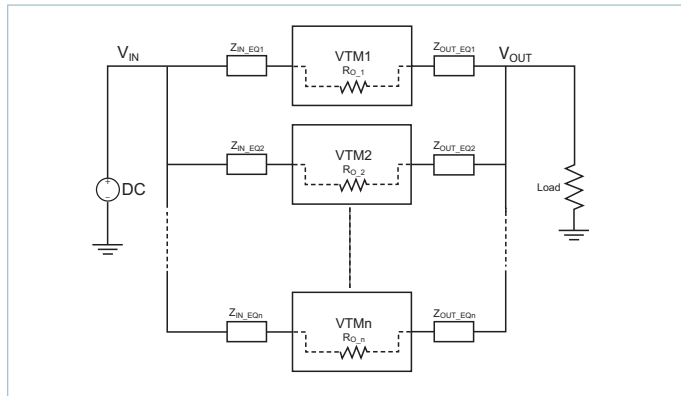 V_IN
Z_IN_EQ1
VTM1
R_O_1
Z_OUT_EQ1
V_OUT
Z_IN_EQ2
VTM2
R_O_2
Z_OUT_EQ2
+
−
DC
Load
Z_IN_EQn
VTMn
R_O_n
Z_OUT_EQn